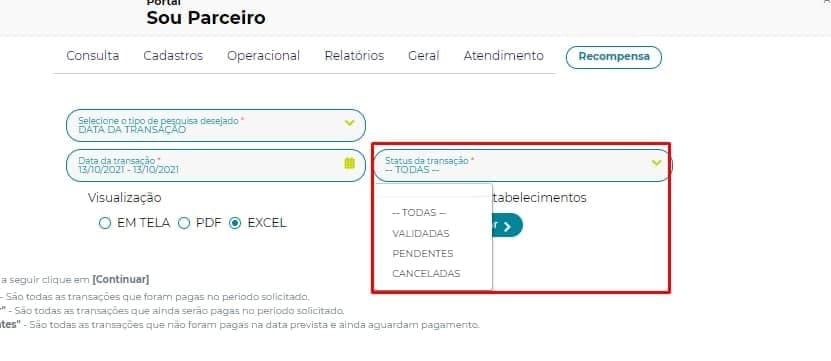 Portal
Sou Parceiro
Consulta Cadastros Operacional Relatórios Geral Atendimento Recompensa
Selecione o tipo de pesquisa desejado *
DATA DA TRANSAÇÃO
Data da transação *
13/10/2021 - 13/10/2021
Status da transação *
-- TODAS --
Visualização
tabelecimentos
EM TELA PDF EXCEL
r
-- TODAS --
VALIDADAS
PENDENTES
CANCELADAS
a seguir clique em [Continuar]
- São todas as transações que foram pagas no período solicitado.
" - São todas as transações que ainda serão pagas no período solicitado.
ntes" - São todas as transações que não foram pagas na data prevista e ainda aguardam pagamento.